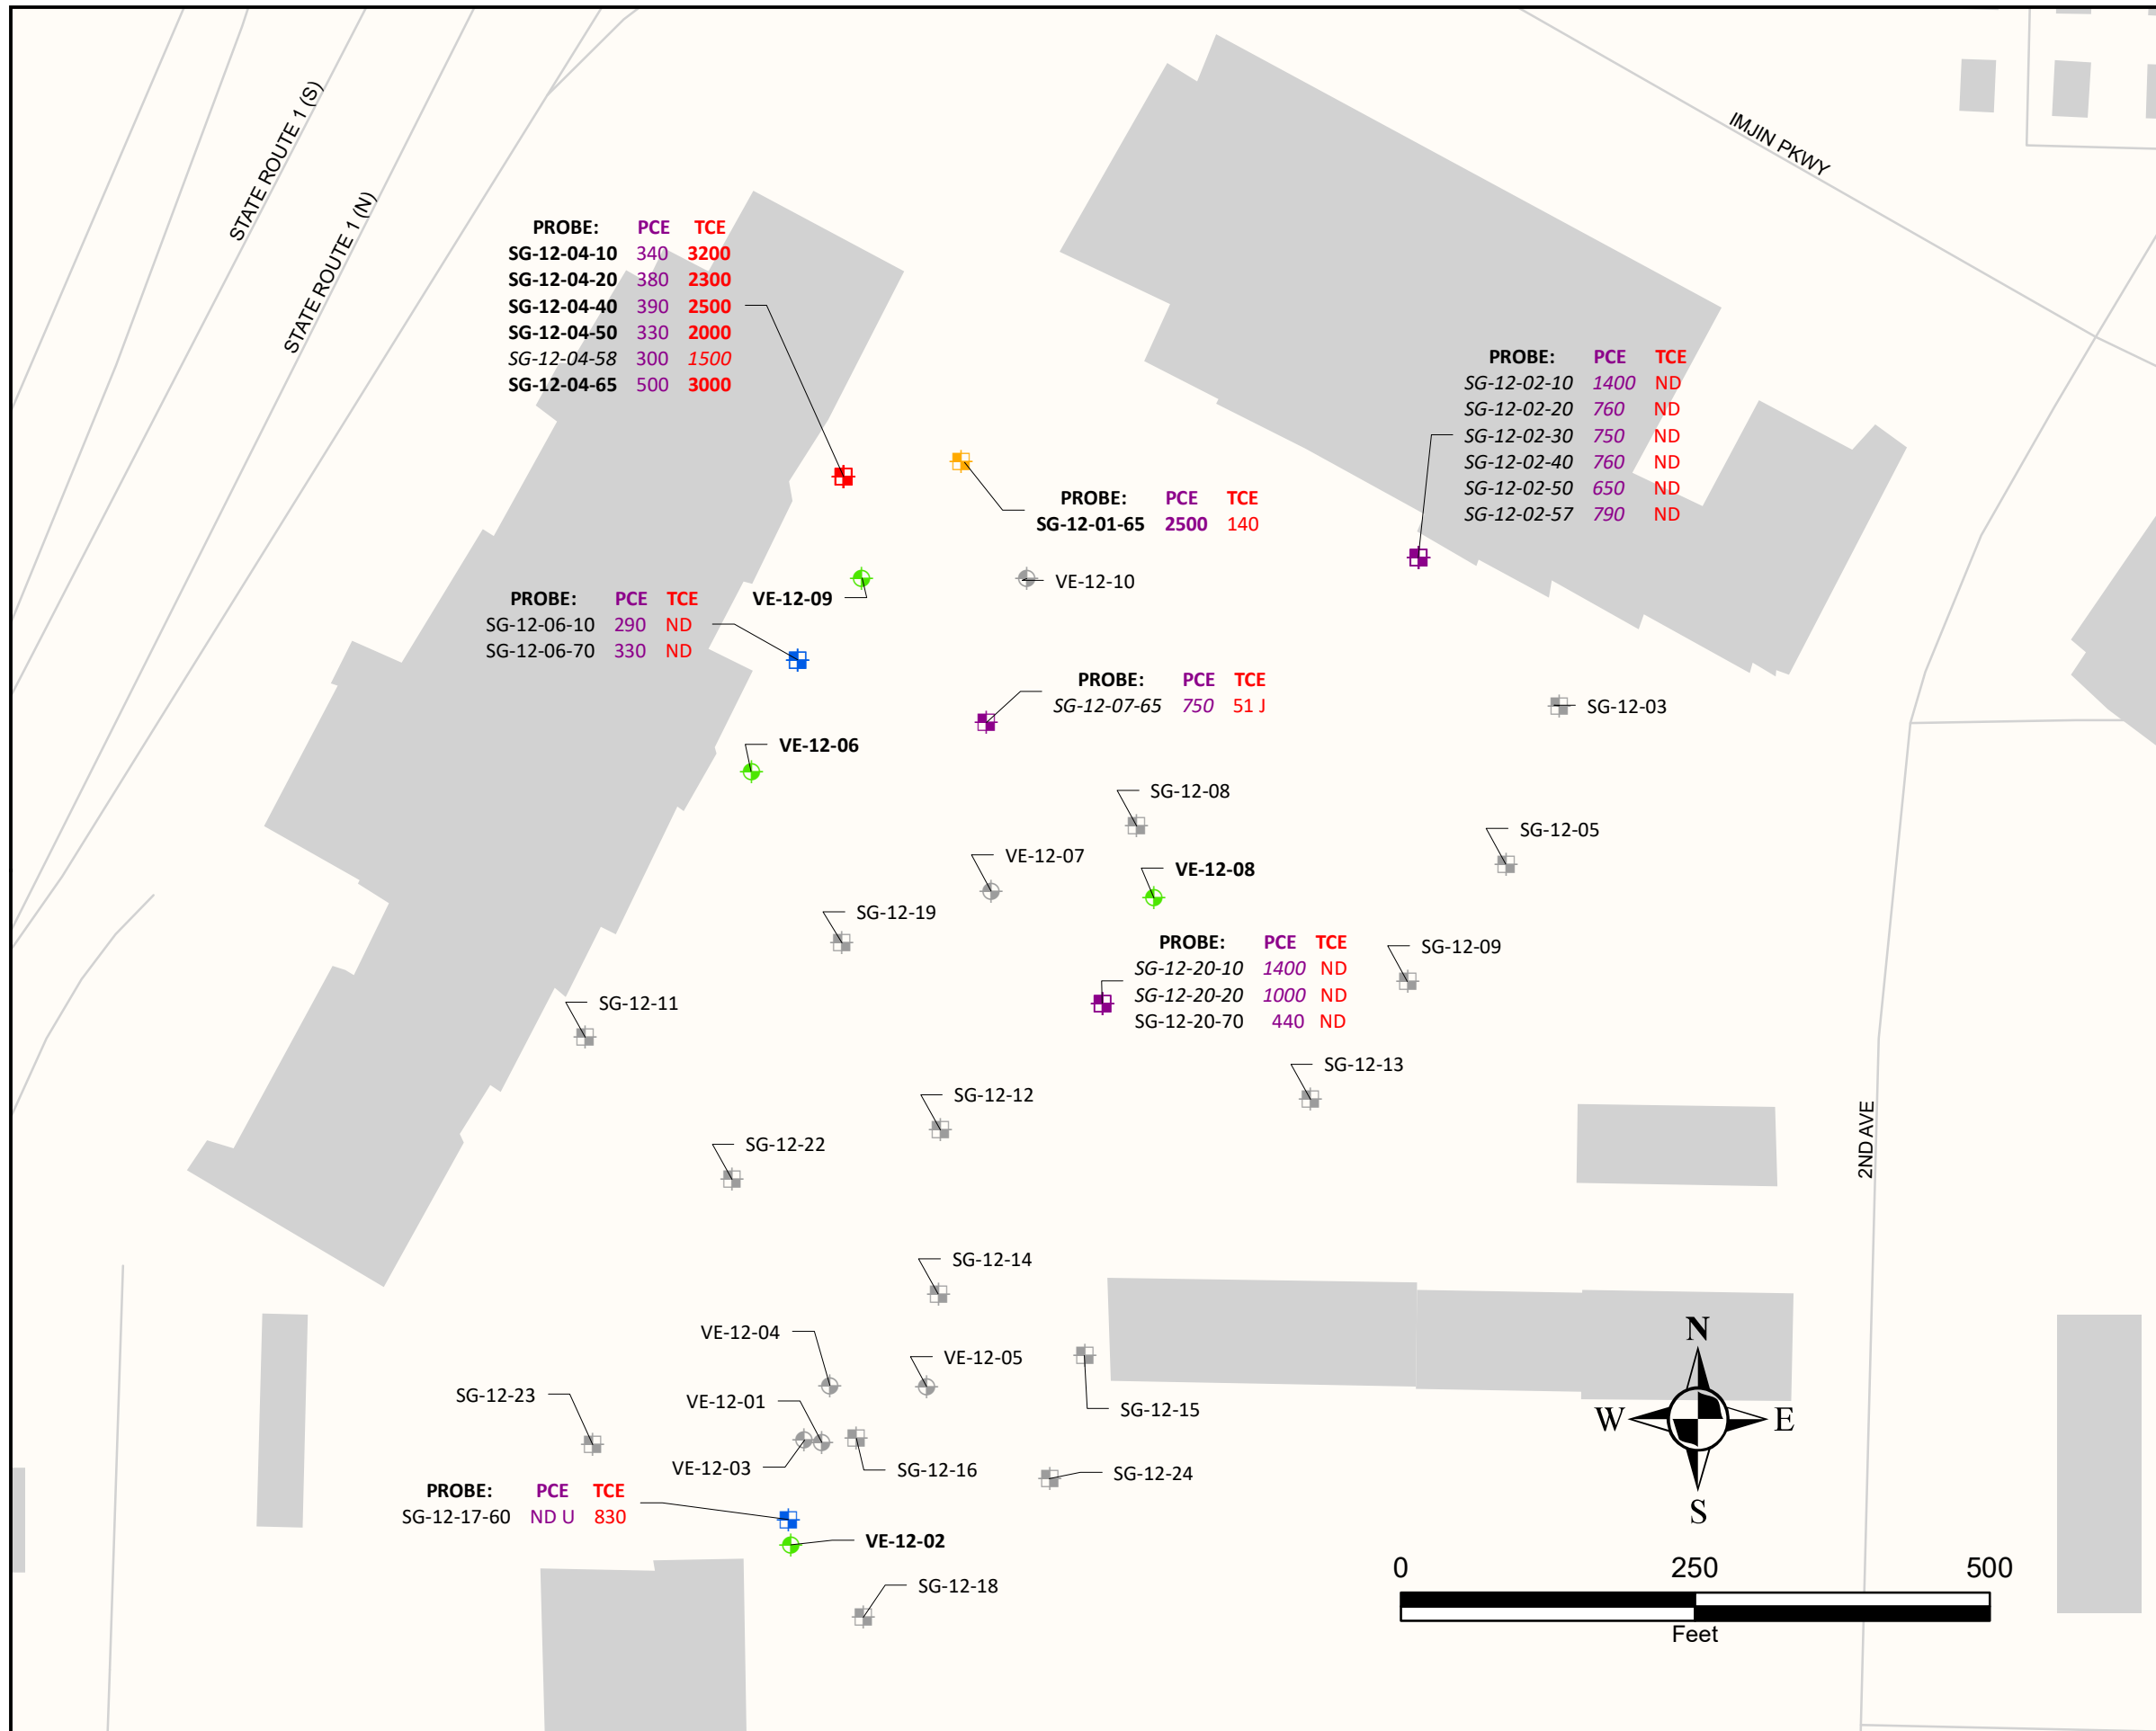 STATE ROUTE 1 (S)
STATE ROUTE 1 (N)
IMJIN PKWY
PROBE: PCE TCE
SG-12-04-10 340 3200
SG-12-04-20 380 2300
SG-12-04-40 390 2500
SG-12-04-50 330 2000
SG-12-04-58 300 1500
SG-12-04-65 500 3000
PROBE: PCE TCE
SG-12-02-10 1400 ND
SG-12-02-20 760 ND
SG-12-02-30 750 ND
SG-12-02-40 760 ND
SG-12-02-50 650 ND
SG-12-02-57 790 ND
PROBE: PCE TCE
SG-12-01-65 2500 140
VE-12-10
VE-12-09
PROBE: PCE TCE
SG-12-06-10 290 ND
SG-12-06-70 330 ND
PROBE: PCE TCE
SG-12-07-65 750 51 J
SG-12-03
VE-12-06
SG-12-08
SG-12-05
VE-12-07
VE-12-08
SG-12-19
SG-12-09
PROBE: PCE TCE
SG-12-20-10 1400 ND
SG-12-20-20 1000 ND
SG-12-20-70 440 ND
SG-12-11
SG-12-13
SG-12-12
2ND AVE
SG-12-22
SG-12-14
VE-12-04
VE-12-05
SG-12-23
VE-12-01
SG-12-15
VE-12-03
SG-12-16
SG-12-24
PROBE: PCE TCE
SG-12-17-60 ND U 830
VE-12-02
SG-12-18
N
W E
S
0 250 500
Feet